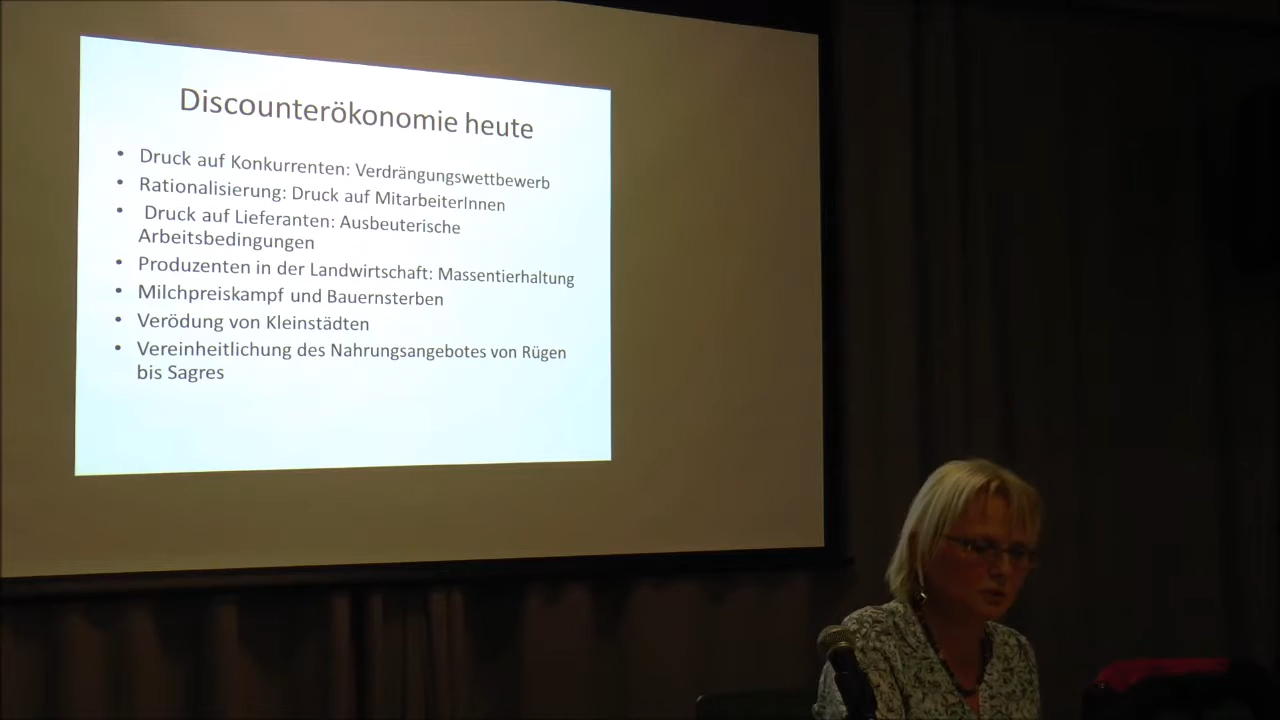 Discounterökonomie heute
• Druck auf Konkurrenten: Verdrängungswettbewerb
• Rationalisierung: Druck auf MitarbeiterInnen
• Druck auf Lieferanten: Ausbeuterische
Arbeitsbedingungen
• Produzenten in der Landwirtschaft: Massentierhaltung
• Milchpreiskampf und Bauernsterben
• Verödung von Kleinstädten
• Vereinheitlichung des Nahrungsangebotes von Rügen
bis Sagres